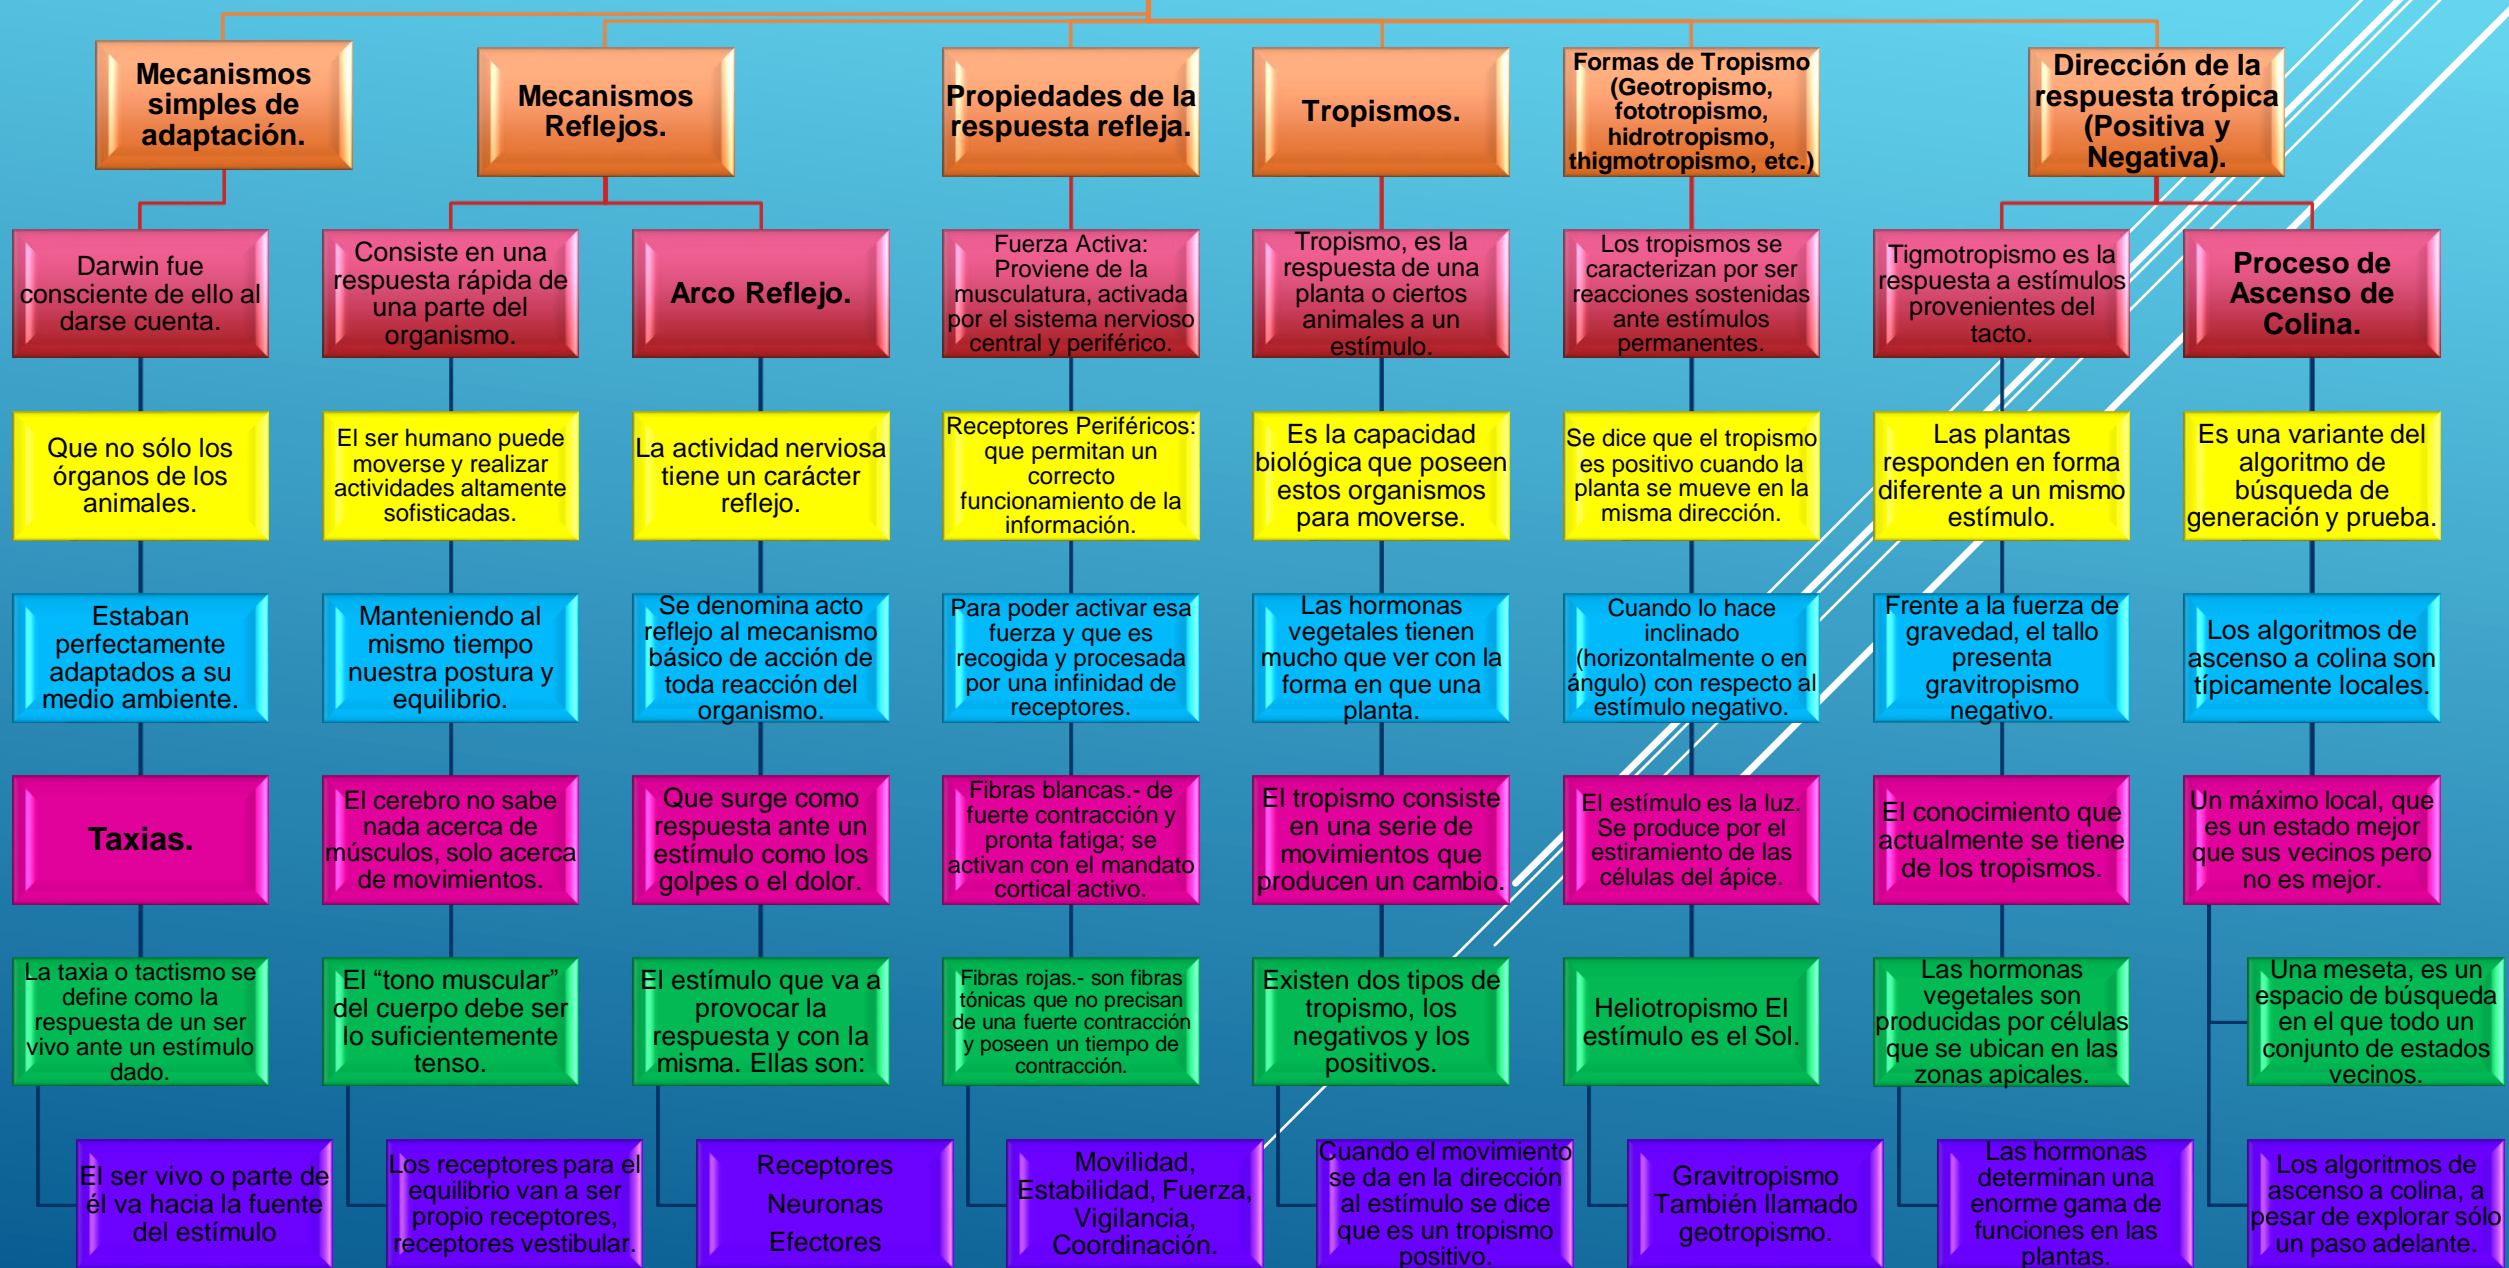 Mecanismos
simples de
adaptación.
Mecanismos
Reflejos.
Propiedades de la
respuesta refleja.
Tropismos.
Formas de Tropismo
(Geotropismo,
fototropismo,
hidrotropismo,
thigmotropismo, etc.)
Dirección de la
respuesta trópica
(Positiva y
Negativa).
Darwin fue
consciente de ello al
darse cuenta.
Consiste en una
respuesta rápida de
una parte del
organismo.
Arco Reflejo.
Fuerza Activa:
Proviene de la
musculatura, activada
por el sistema nervioso
central y periférico.
Tropismo, es la
respuesta de una
planta o ciertos
animales a un
estímulo.
Los tropismos se
caracterizan por ser
reacciones sostenidas
ante estímulos
permanentes.
Tigmotropismo es la
respuesta a estímulos
provenientes del
tacto.
Proceso de
Ascenso de
Colina.
Que no sólo los
órganos de los
animales.
El ser humano puede
moverse y realizar
actividades altamente
sofisticadas.
La actividad nerviosa
tiene un carácter
reflejo.
Receptores Periféricos:
que permitan un
correcto
funcionamiento de la
información.
Es la capacidad
biológica que poseen
estos organismos
para moverse.
Se dice que el tropismo
es positivo cuando la
planta se mueve en la
misma dirección.
Las plantas
responden en forma
diferente a un mismo
estímulo.
Es una variante del
algoritmo de
búsqueda de
generación y prueba.
Estaban
perfectamente
adaptados a su
medio ambiente.
Manteniendo al
mismo tiempo
nuestra postura y
equilibrio.
Se denomina acto
reflejo al mecanismo
básico de acción de
toda reacción del
organismo.
Para poder activar esa
fuerza y que es
recogida y procesada
por una infinidad de
receptores.
Las hormonas
vegetales tienen
mucho que ver con la
forma en que una
planta.
Cuando lo hace
inclinado
(horizontalmente o en
ángulo) con respecto al
estímulo negativo.
Frente a la fuerza de
gravedad, el tallo
presenta
gravitropismo
negativo.
Los algoritmos de
ascenso a colina son
típicamente locales.
Taxias.
El cerebro no sabe
nada acerca de
músculos, solo acerca
de movimientos.
Que surge como
respuesta ante un
estímulo como los
golpes o el dolor.
Fibras blancas.- de
fuerte contracción y
pronta fatiga; se
activan con el mandato
cortical activo.
El tropismo consiste
en una serie de
movimientos que
producen un cambio.
El estímulo es la luz.
Se produce por el
estiramiento de las
células del ápice.
El conocimiento que
actualmente se tiene
de los tropismos.
Un máximo local, que
es un estado mejor
que sus vecinos pero
no es mejor.
La taxia o tactismo se
define como la
respuesta de un ser
vivo ante un estímulo
dado.
El “tono muscular”
del cuerpo debe ser
lo suficientemente
tenso.
El estímulo que va a
provocar la
respuesta y con la
misma. Ellas son:
Fibras rojas.- son fibras
tónicas que no precisan
de una fuerte contracción
y poseen un tiempo de
contracción.
Existen dos tipos de
tropismo, los
negativos y los
positivos.
Heliotropismo El
estímulo es el Sol.
Las hormonas
vegetales son
producidas por células
que se ubican en las
zonas apicales.
Una meseta, es un
espacio de búsqueda
en el que todo un
conjunto de estados
vecinos.
El ser vivo o parte de
él va hacia la fuente
del estímulo
Los receptores para el
equilibrio van a ser
propio receptores,
receptores vestibular.
Receptores
Neuronas
Efectores
Movilidad,
Estabilidad, Fuerza,
Vigilancia,
Coordinación.
Cuando el movimiento
se da en la dirección
al estímulo se dice
que es un tropismo
positivo.
Gravitropismo
También llamado
geotropismo.
Las hormonas
determinan una
enorme gama de
funciones en las
plantas.
Los algoritmos de
ascenso a colina, a
pesar de explorar sólo
un paso adelante.